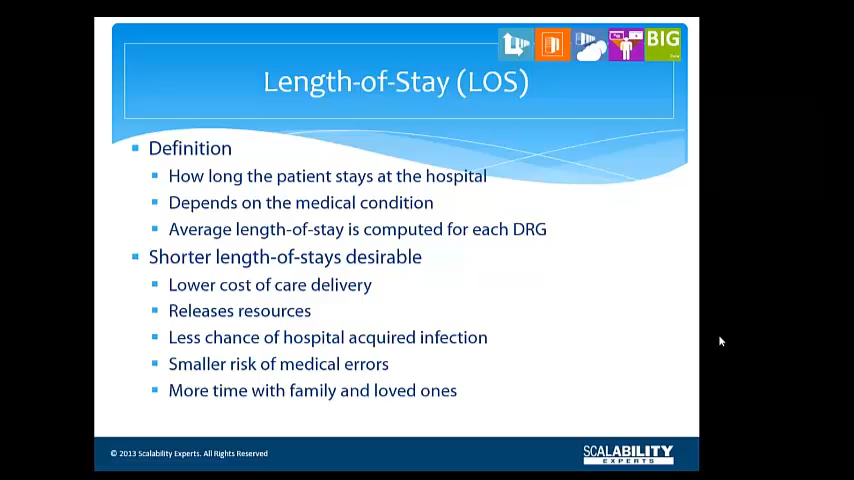 BIG
Length-of-Stay (LOS)
Definition
How long the patient stays at the hospital
Depends on the medical condition
Average length-of-stay is computed for each DRG
Shorter length-of-stays desirable
Lower cost of care delivery
Releases resources
Less chance of hospital acquired infection
Smaller risk of medical errors
More time with family and loved ones
© 2013 Scalability Experts. All Rights Reserved
SCALABILITY
EXPERTS